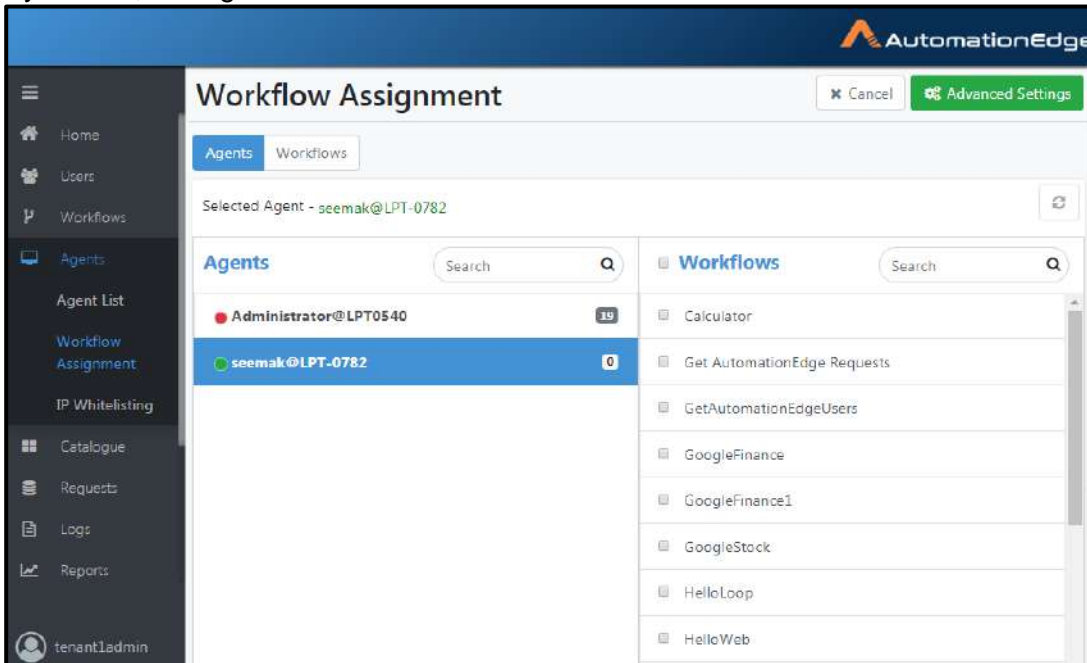 AutomationEdge
Workflow Assignment
Cancel
Advanced Settings
Home
Users
Workflows
Agents
Agent List
Workflow
Assignment
IP Whitelisting
Catalogue
Requests
Logs
Reports
tenant1admin
Agents Workflows
Selected Agent - seemak@LPT-0782
Agents
Search
Administrator@LPT0540 19
seemak@LPT-0782 0
Workflows
Search
Calculator
Get AutomationEdge Requests
GetAutomationEdgeUsers
GoogleFinance
GoogleFinance1
GoogleStock
HelloLoop
HelloWeb